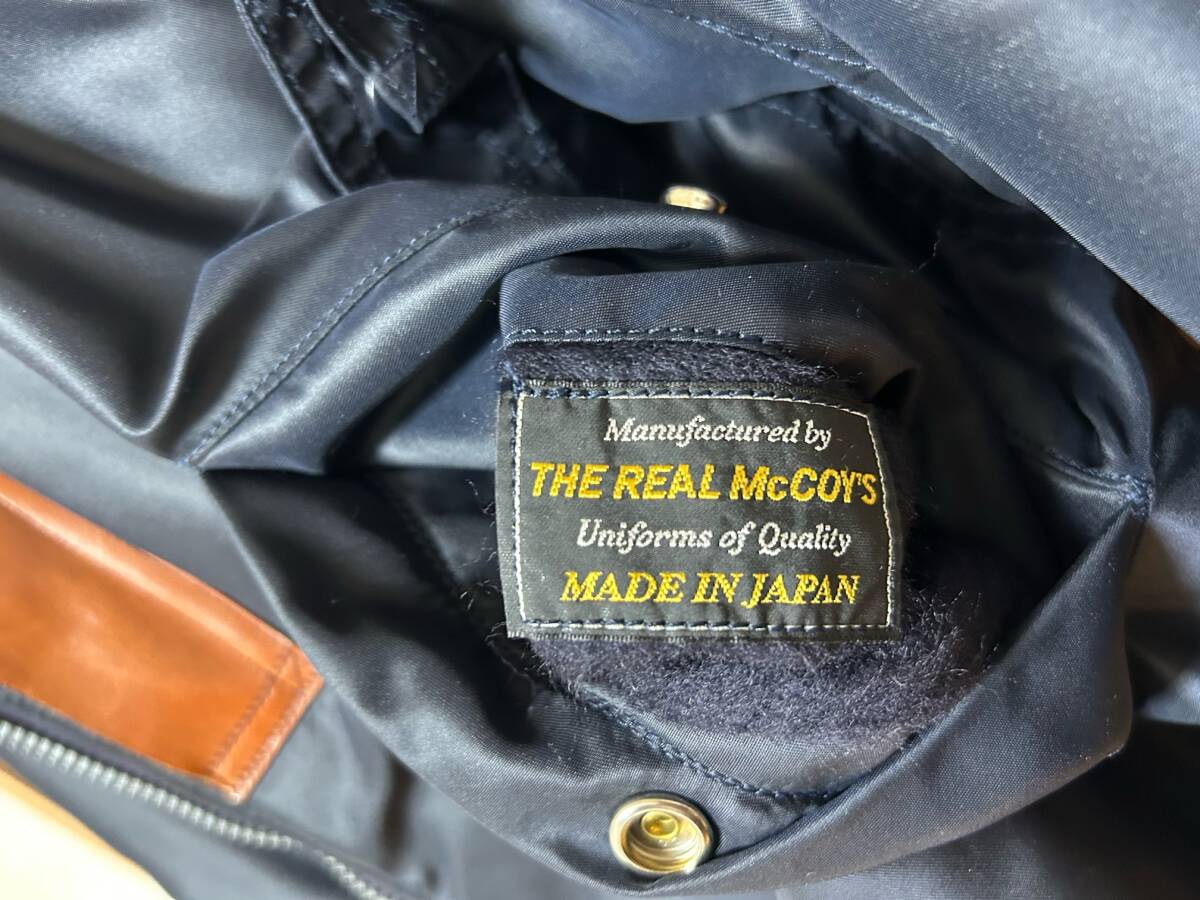 Manufactured by
THE REAL McCOY'S
Uniforms of Quality
MADE IN JAPAN